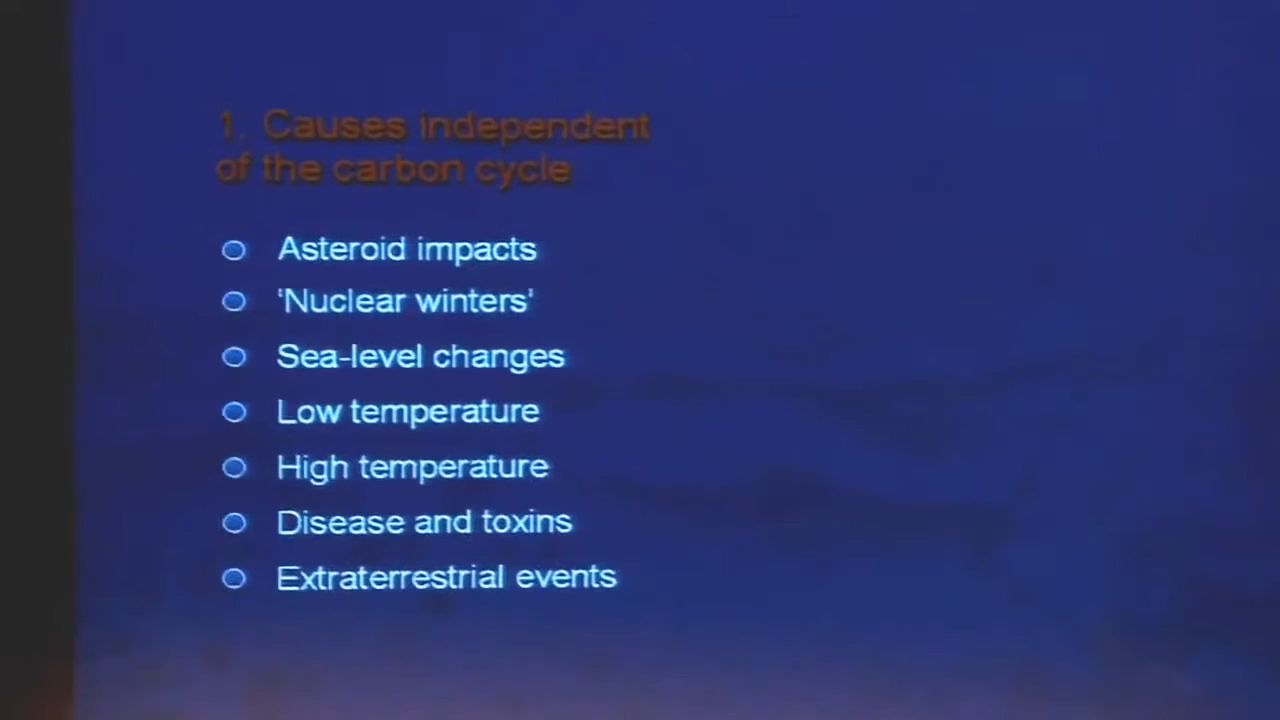 1. Causes independent
of the carbon cycle
Asteroid impacts
‘Nuclear winters’
Sea-level changes
Low temperature
High temperature
Disease and toxins
Extraterrestrial events